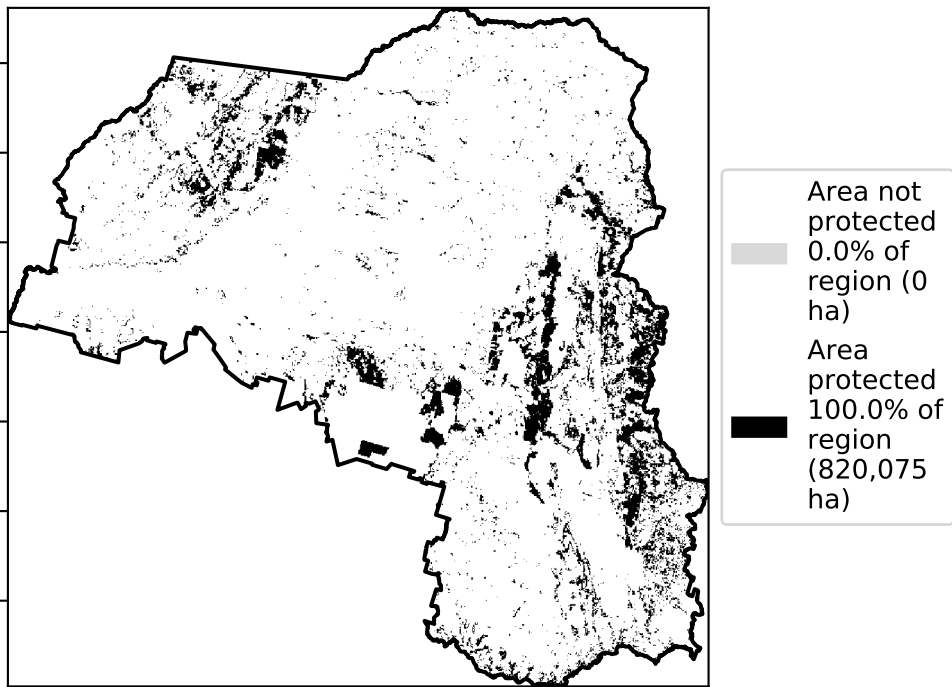 Area not
protected
0.0% of
region (0
ha)
Area
protected
100.0% of
region
(820,075
ha)